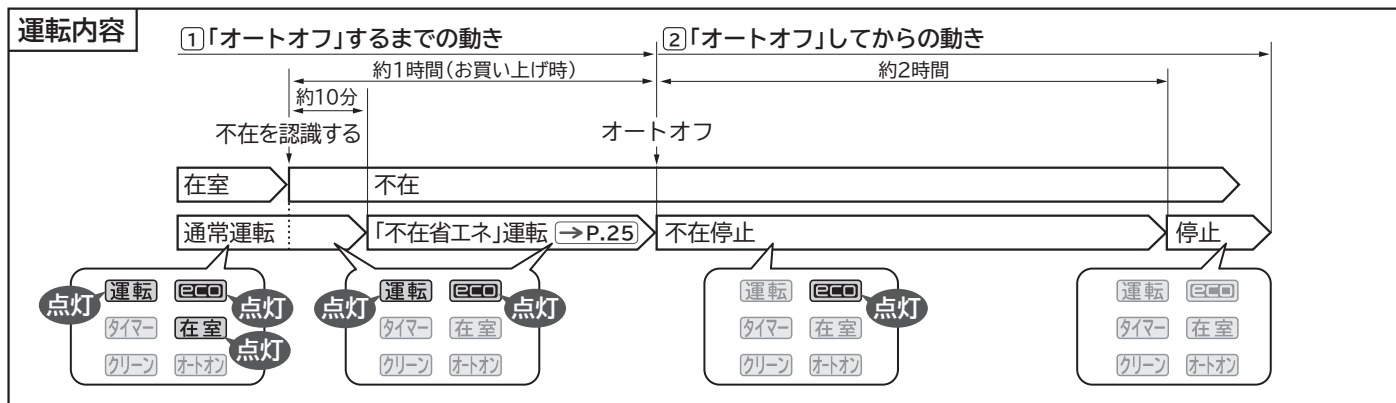 運転内容
1「オートオフ」するまでの動き
2「オートオフ」してからの動き
約1時間(お買い上げ時)
約2時間
約10分
不在を認識する
オートオフ
在室
不在
通常運転
「不在省エネ」運転 →P.25
不在停止
停止
点灯 運転 eco 点灯
タイマー 在室 点灯
クリーン オートオン
点灯 運転 eco 点灯
タイマー 在室
クリーン オートオン
運転 eco 点灯
タイマー 在室
クリーン オートオン
運転 eco
タイマー 在室
クリーン オートオン